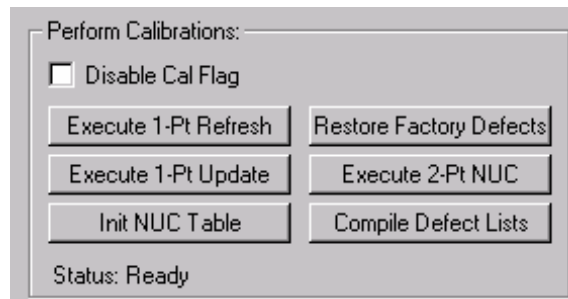 Perform Calibrations:
Disable Cal Flag
Execute 1-Pt Refresh Restore Factory Defects
Execute 1-Pt Update Execute 2-Pt NUC
Init NUC Table Compile Defect Lists
Status: Ready